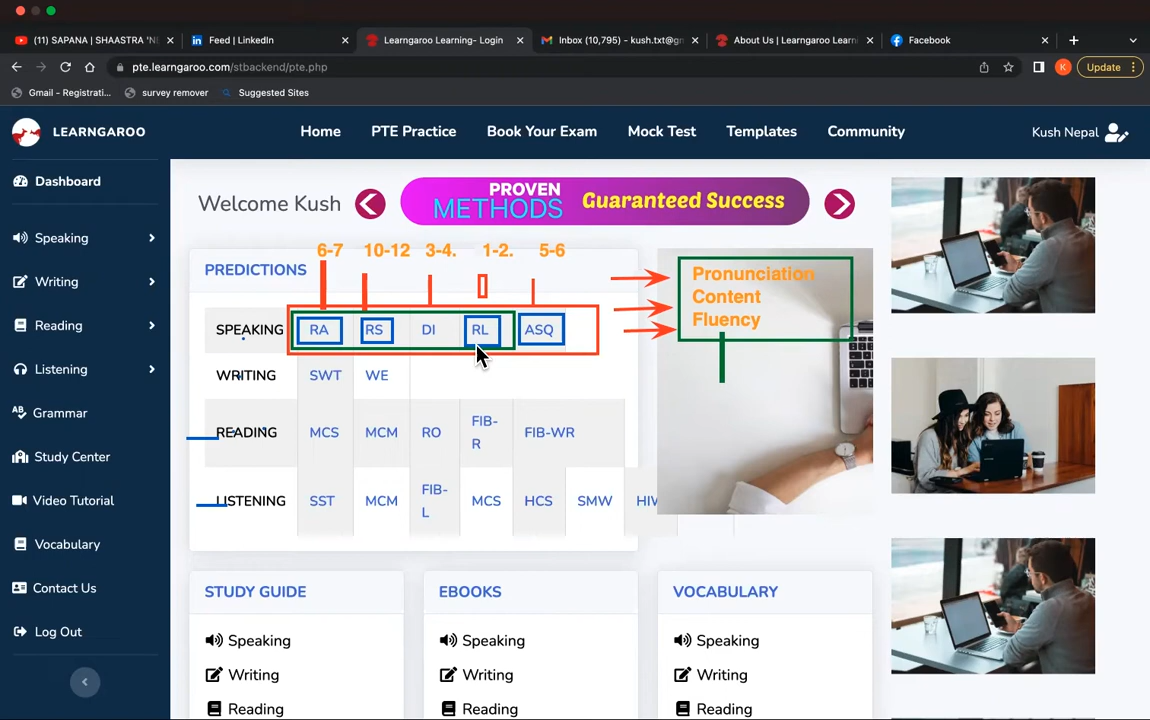 (11) SAPANA | SHAASTRA 'N
Feed | LinkedIn
Learngaroo Learning- Login
Inbox (10,795) - kush.txt@gm
About Us | Learngaroo Learni
Facebook
pte.learngaroo.com/stbackend/pte.php
K
Update
Gmail - Registrati...
survey remover
Suggested Sites
LEARNGAROO
Home
PTE Practice
Book Your Exam
Mock Test
Templates
Community
Kush Nepal
Dashboard
Speaking
Writing
Reading
Listening
Grammar
Study Center
Video Tutorial
Vocabulary
Contact Us
Log Out
Welcome Kush
PROVEN
METHODS
Guaranteed Success
6-7 10-12 3-4. 1-2. 5-6
PREDICTIONS
SPEAKING RA RS DI RL ASQ
WRITING SWT WE
READING MCS MCM RO FIB-R FIB-WR
LISTENING SST MCM FIB-L MCS HCS SMW HIW
Pronunciation
Content
Fluency
STUDY GUIDE
Speaking
Writing
Reading
EBOOKS
Speaking
Writing
Reading
VOCABULARY
Speaking
Writing
Reading